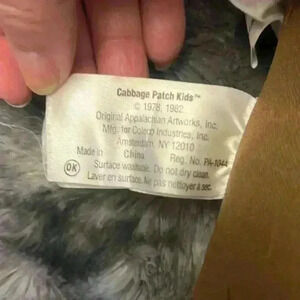 Cabbage Patch Kids™
© 1978, 1982
Original Appalachian Artworks, Inc.
Mfg. for Coleco Industries, Inc.
Amsterdam, NY 12010
Made in China Reg. No. PA-1044
OK Surface washable. Do not dry clean.
Laver en surface. Ne pas nettoyer à sec.